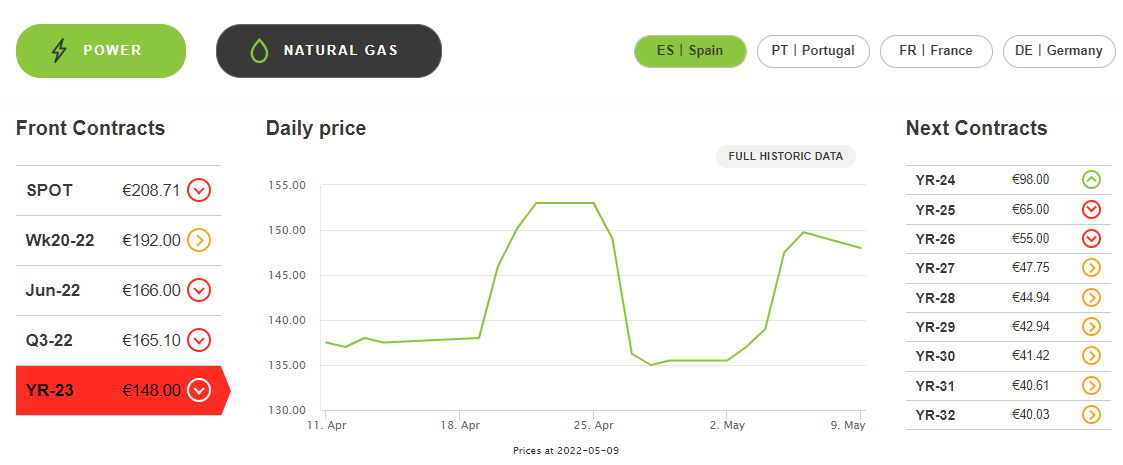 POWER
NATURAL GAS
ES | Spain
PT | Portugal
FR | France
DE | Germany
Front Contracts
SPOT €208.71
Wk20-22 €192.00
Jun-22 €166.00
Q3-22 €165.10
YR-23 €148.00
Daily price
FULL HISTORIC DATA
155.00
150.00
145.00
140.00
135.00
130.00
11. Apr
18. Apr
25. Apr
2. May
9. May
Prices at 2022-05-09
Next Contracts
YR-24 €98.00
YR-25 €65.00
YR-26 €55.00
YR-27 €47.75
YR-28 €44.94
YR-29 €42.94
YR-30 €41.42
YR-31 €40.61
YR-32 €40.03